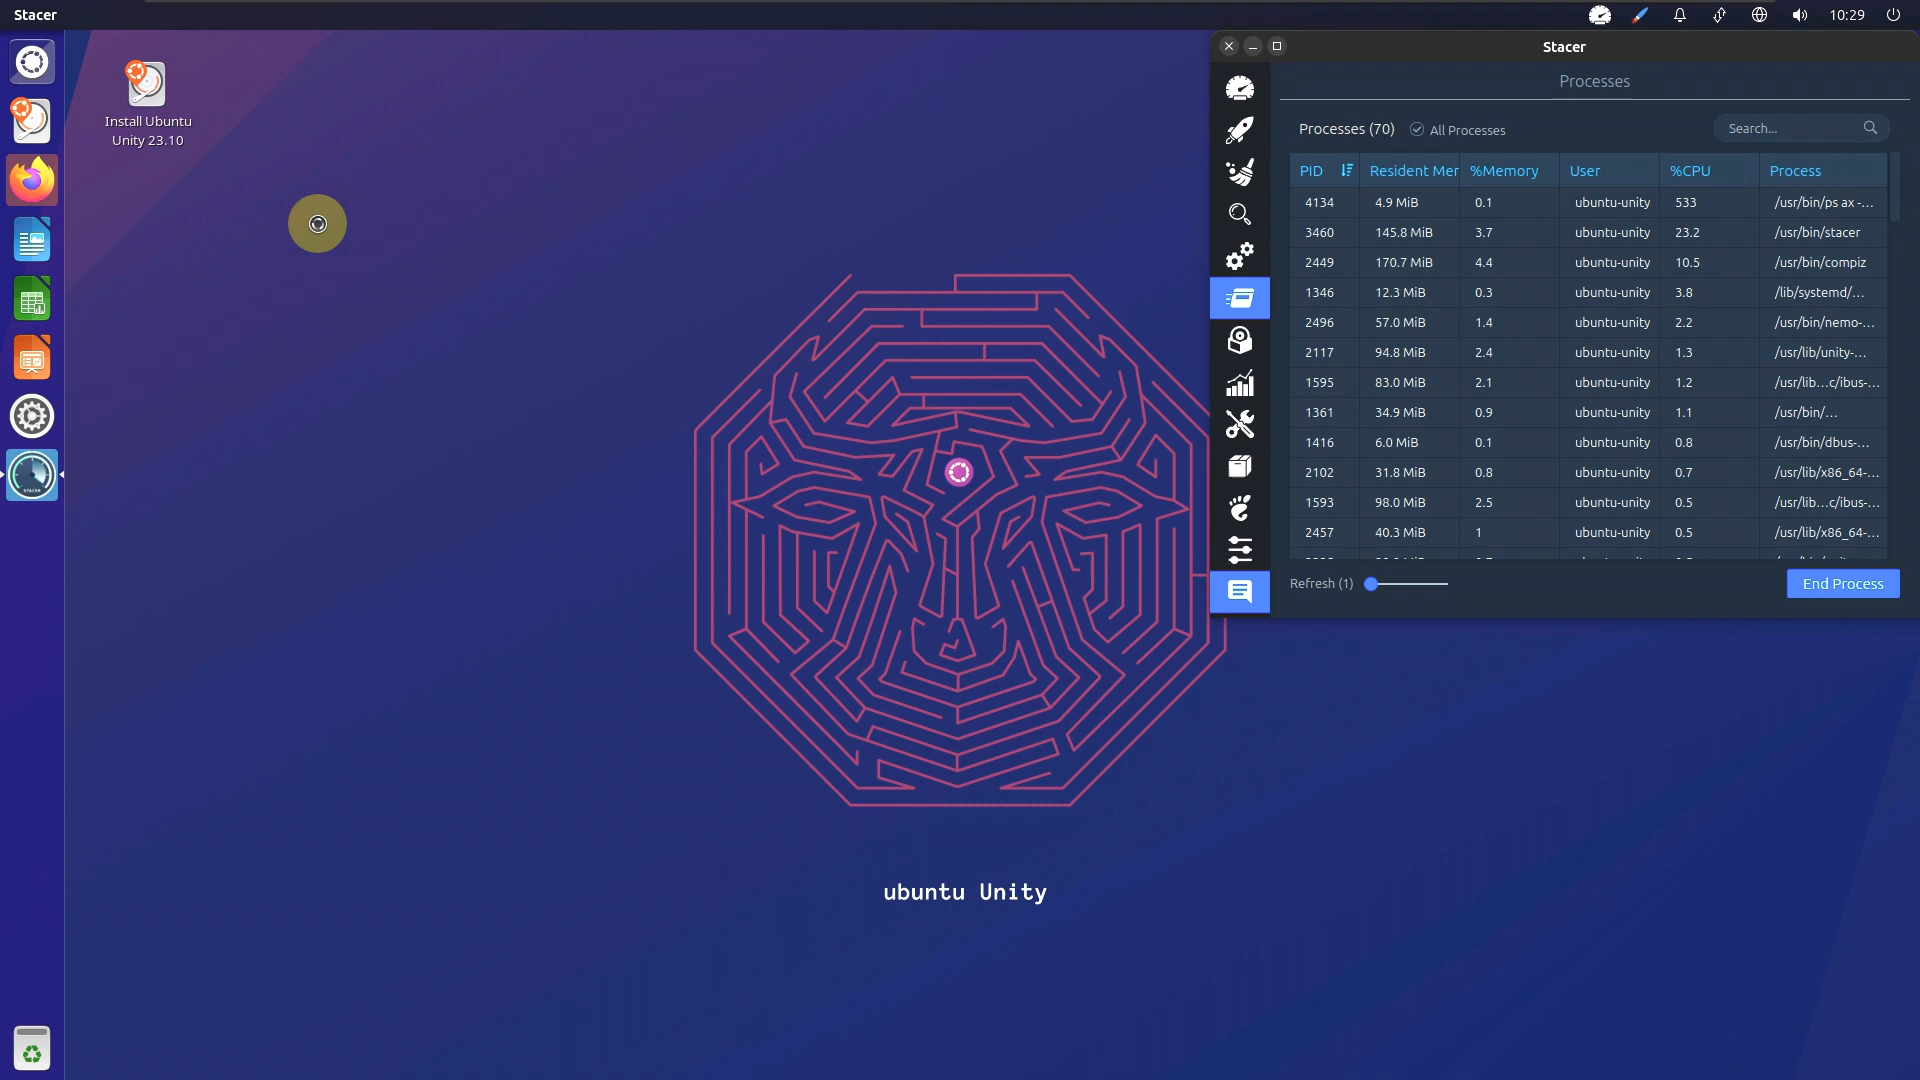 Stacer
10:29
Install Ubuntu
Unity 23.10
STACER
Stacer
Processes
Processes (70) All Processes Search...
PID Resident Mer %Memory User %CPU Process
4134 4.9 MiB 0.1 ubuntu-unity 533 /usr/bin/ps ax -...
3460 145.8 MiB 3.7 ubuntu-unity 23.2 /usr/bin/stacer
2449 170.7 MiB 4.4 ubuntu-unity 10.5 /usr/bin/compiz
1346 12.3 MiB 0.3 ubuntu-unity 3.8 /lib/systemd/...
2496 57.0 MiB 1.4 ubuntu-unity 2.2 /usr/bin/nemo-...
2117 94.8 MiB 2.4 ubuntu-unity 1.3 /usr/lib/unity-...
1595 83.0 MiB 2.1 ubuntu-unity 1.2 /usr/lib...c/ibus-...
1361 34.9 MiB 0.9 ubuntu-unity 1.1 /usr/bin/...
1416 6.0 MiB 0.1 ubuntu-unity 0.8 /usr/bin/dbus-...
2102 31.8 MiB 0.8 ubuntu-unity 0.7 /usr/lib/x86_64-...
1593 98.0 MiB 2.5 ubuntu-unity 0.5 /usr/lib...c/ibus-...
2457 40.3 MiB 1 ubuntu-unity 0.5 /usr/lib/x86_64-...
Refresh (1) End Process
ubuntu Unity